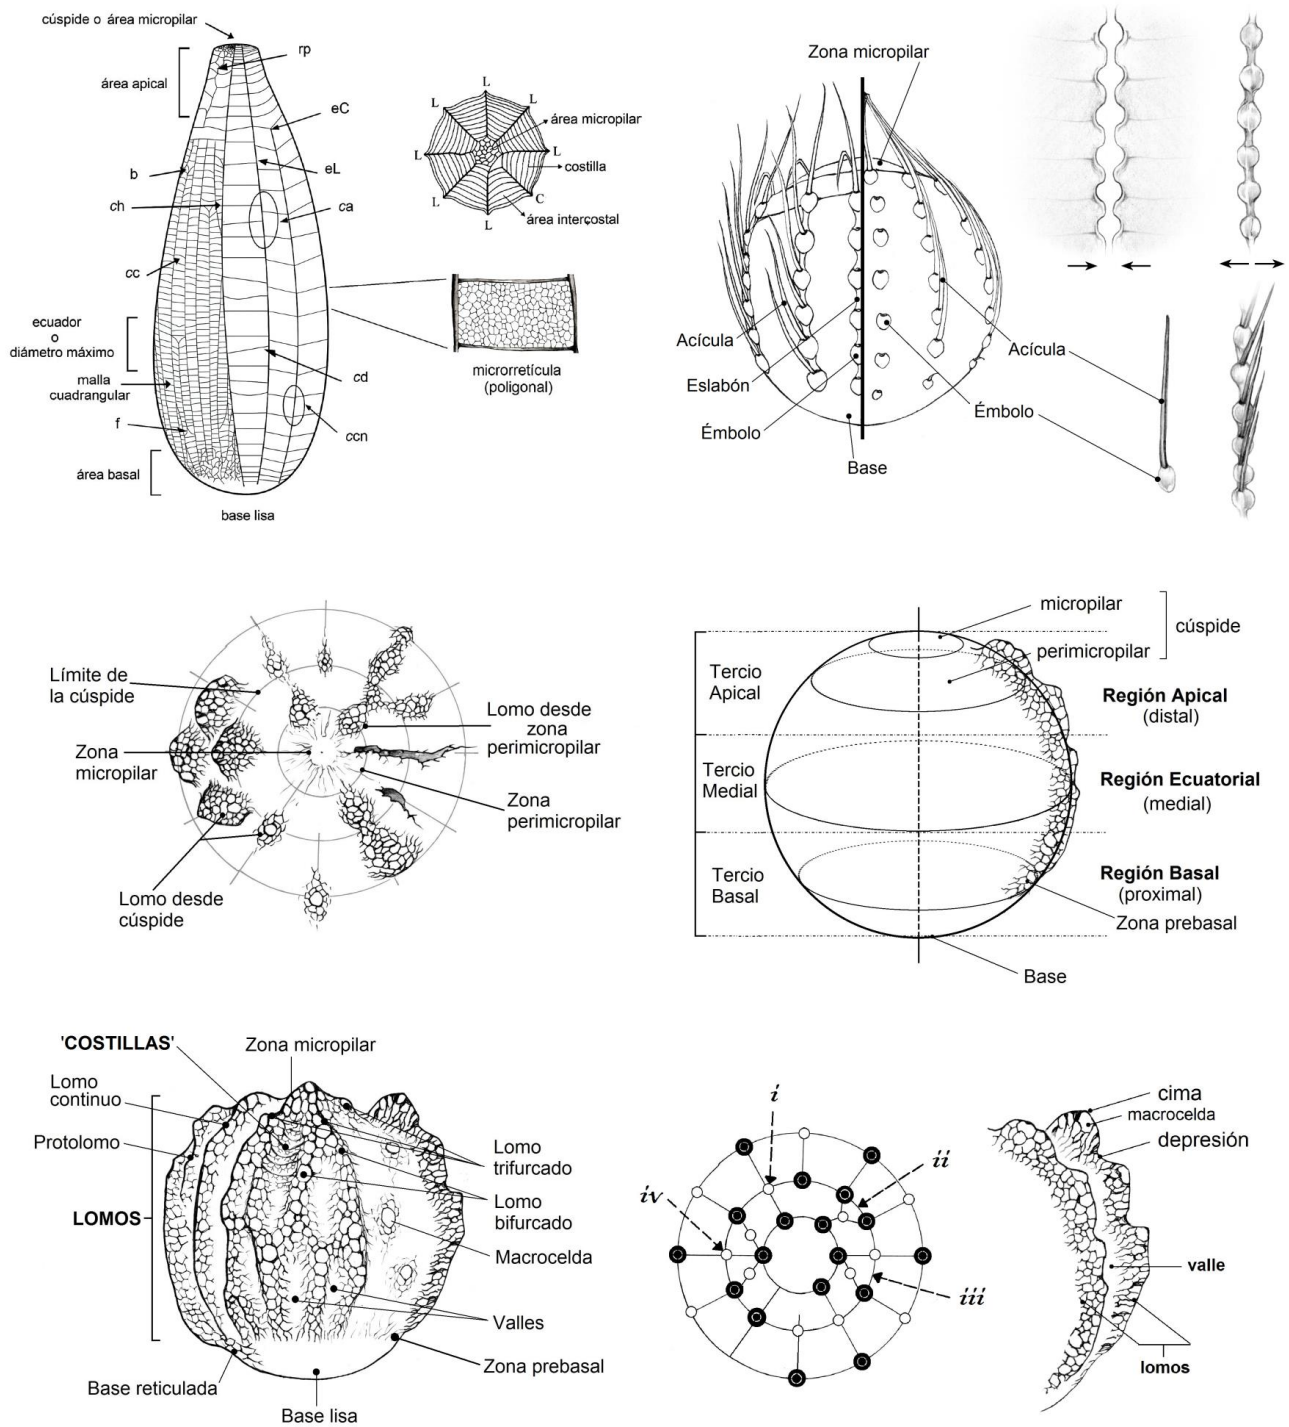 cúspide o área micropilar
rp
área apical
eC
b
eL
ch
ca
cc
ecuador
o
diámetro máximo
malla
cuadrangular
cd
f
ccn
área basal
base lisa
L
L
L
L
L
L
L
C
área micropilar
costilla
área intercostal
microrretícula
(poligonal)
Zona micropilar
Acícula
Eslabón
Émbolo
Base
Acícula
Émbolo
Límite de
la cúspide
Zona
micropilar
Lomo desde
cúspide
Lomo desde
zona
perimicropilar
Zona
perimicropilar
micropilar
perimicropilar
cúspide
Tercio
Apical
Región Apical
(distal)
Tercio
Medial
Región Ecuatorial
(medial)
Tercio
Basal
Región Basal
(proximal)
Zona prebasal
Base
'COSTILLAS'
Zona micropilar
Lomo
continuo
Protolomo
LOMOS
Lomo
trifurcado
Lomo
bifurcado
Macrocelda
Valles
Zona prebasal
Base reticulada
Base lisa
i
ii
iv
iii
cima
macrocelda
depresión
valle
lomos